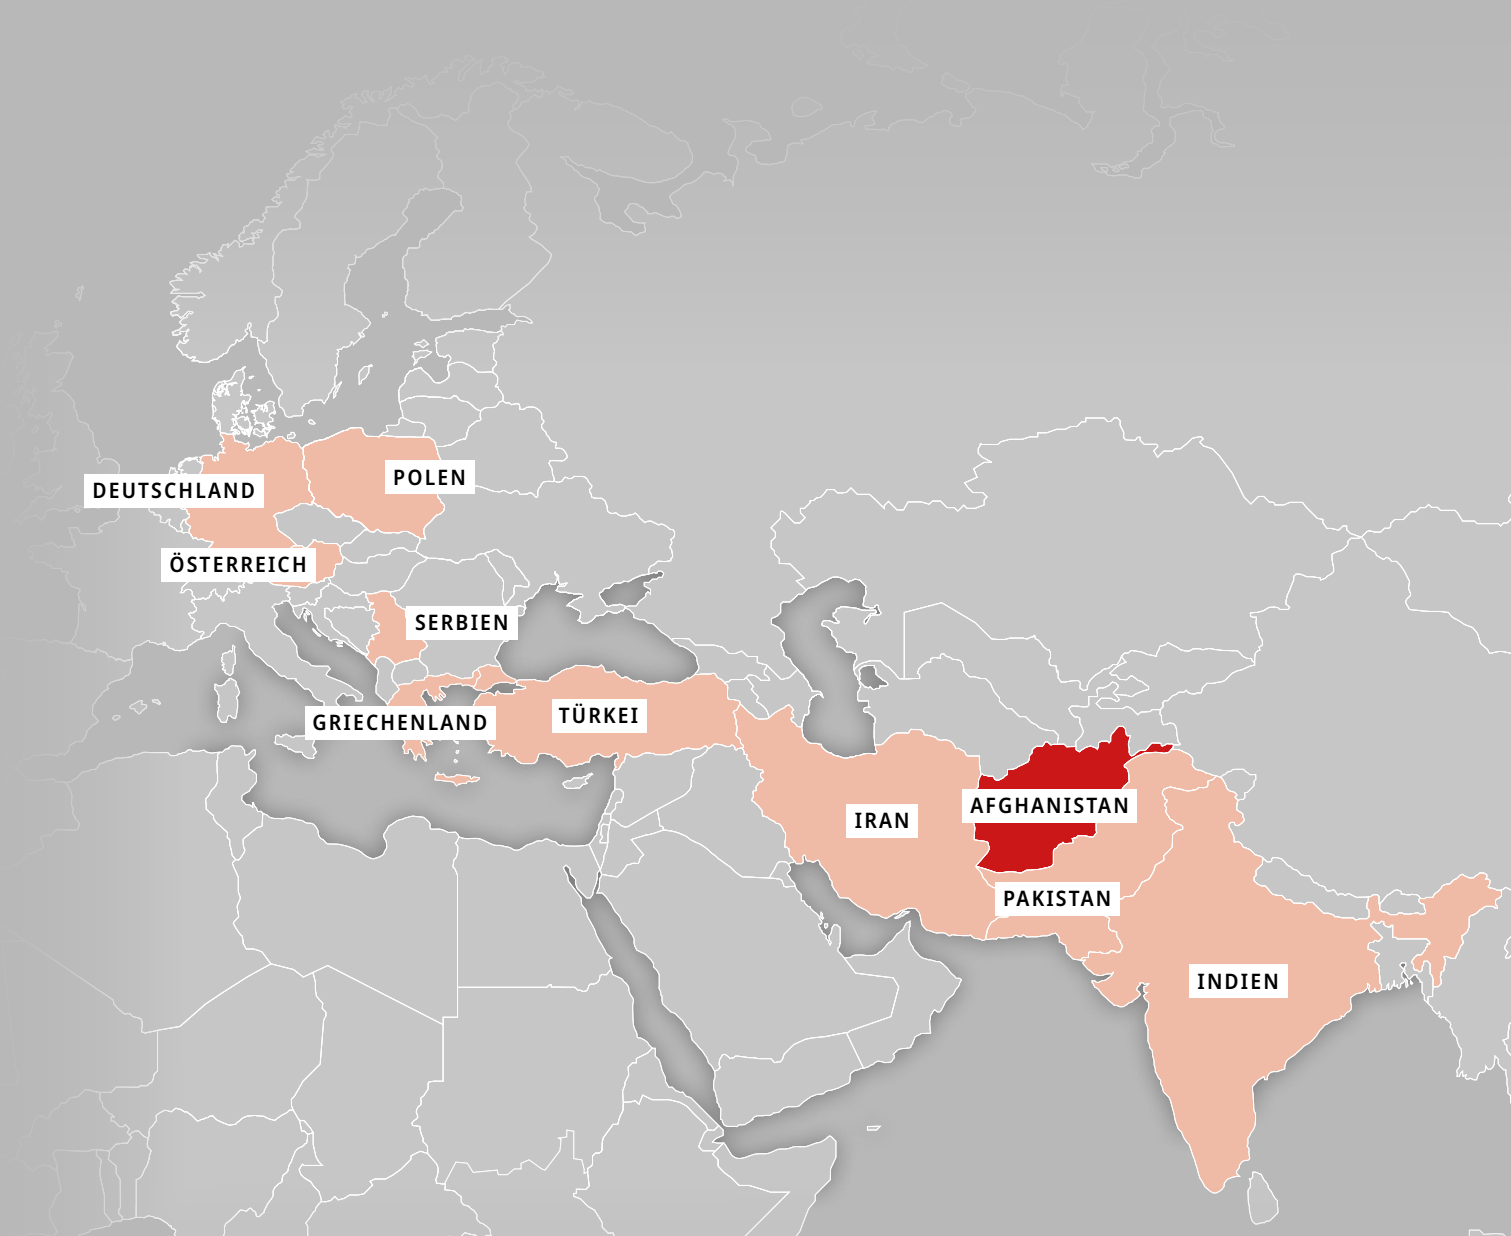 POLEN
DEUTSCHLAND
ÖSTERREICH
SERBIEN
GRIECHENLAND
TÜRKEI
AFGHANISTAN
IRAN
PAKISTAN
INDIEN